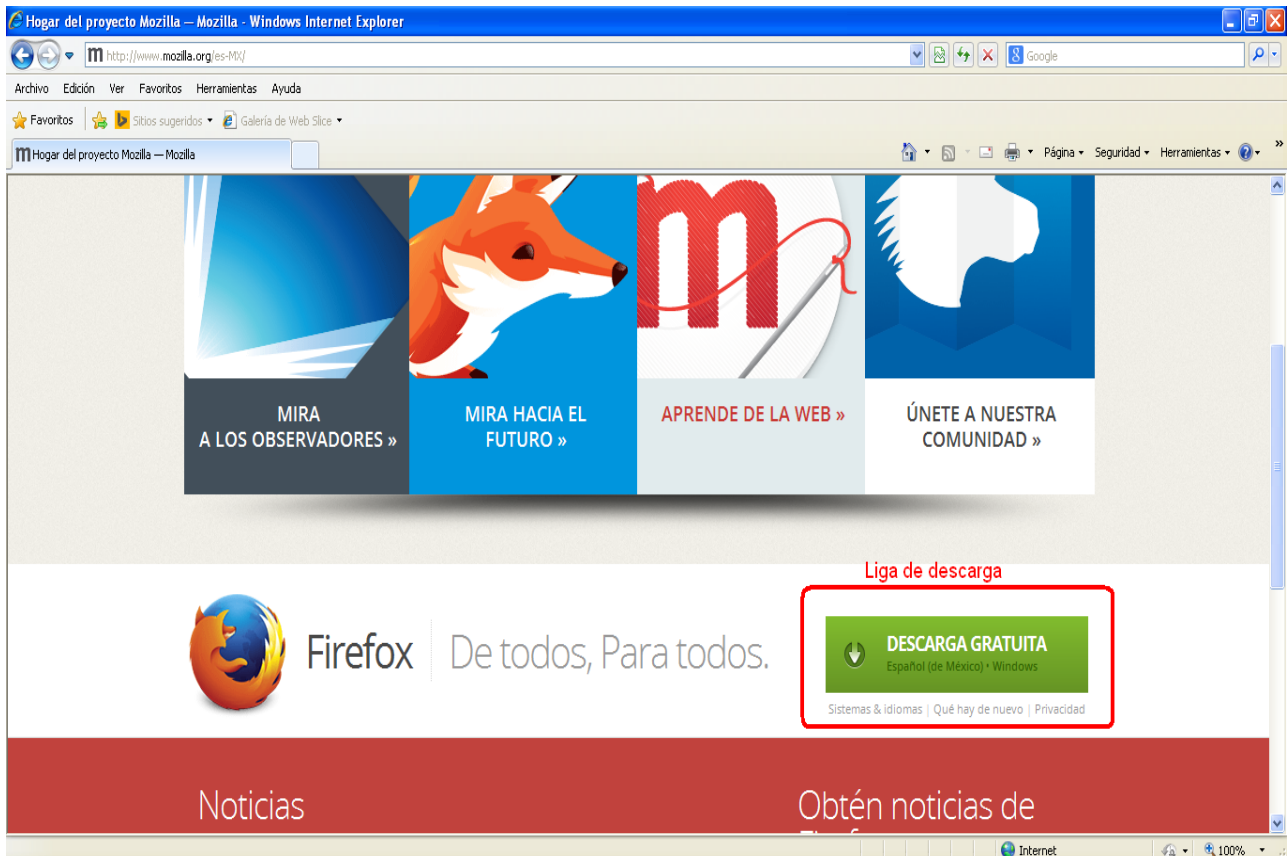 Hogar del proyecto Mozilla — Mozilla - Windows Internet Explorer
http://www.mozilla.org/es-MX/
Google
Archivo Edición Ver Favoritos Herramientas Ayuda
Favoritos Sitios sugeridos Galería de Web Slice
Hogar del proyecto Mozilla — Mozilla
Página Seguridad Herramientas »
MIRA
A LOS OBSERVADORES »
MIRA HACIA EL
FUTURO »
APRENDE DE LA WEB »
ÚNETE A NUESTRA
COMUNIDAD »
Liga de descarga
Firefox De todos, Para todos.
DESCARGA GRATUITA
Español (de México) • Windows
Sistemas & idiomas | Qué hay de nuevo | Privacidad
Noticias
Obtén noticias de
Internet
100%